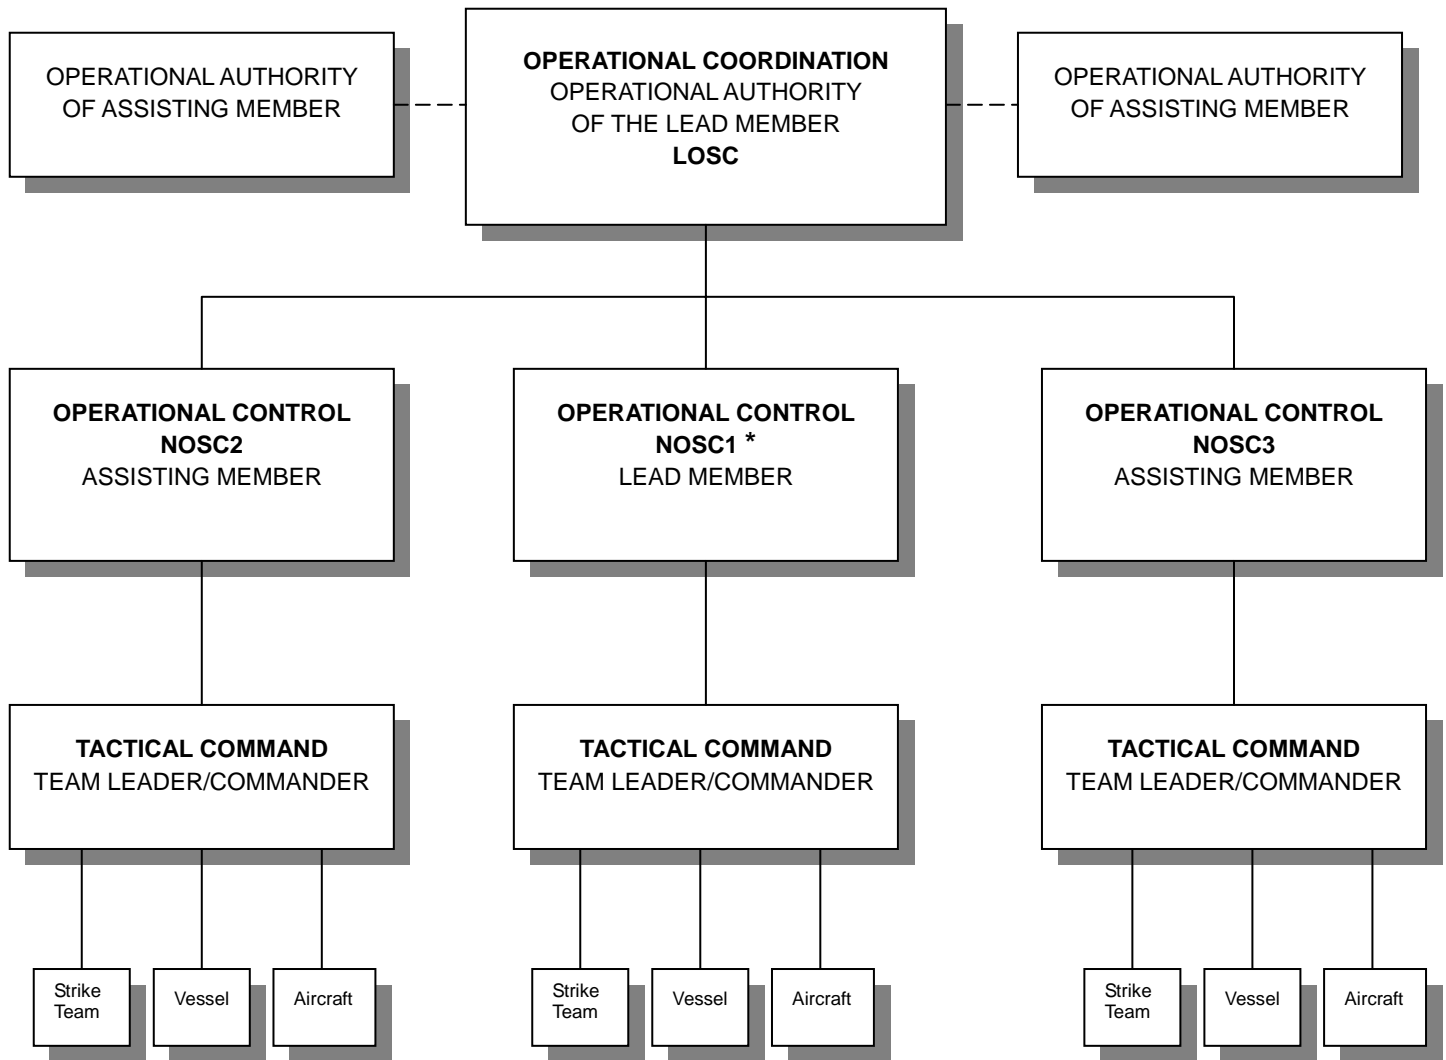 OPERATIONAL AUTHORITY
OF ASSISTING MEMBER
OPERATIONAL COORDINATION
OPERATIONAL AUTHORITY
OF THE LEAD MEMBER
LOSC
OPERATIONAL AUTHORITY
OF ASSISTING MEMBER
OPERATIONAL CONTROL
NOSC2
ASSISTING MEMBER
OPERATIONAL CONTROL
NOSC1 *
LEAD MEMBER
OPERATIONAL CONTROL
NOSC3
ASSISTING MEMBER
TACTICAL COMMAND
TEAM LEADER/COMMANDER
TACTICAL COMMAND
TEAM LEADER/COMMANDER
TACTICAL COMMAND
TEAM LEADER/COMMANDER
Strike
Team
Vessel
Aircraft
Strike
Team
Vessel
Aircraft
Strike
Team
Vessel
Aircraft